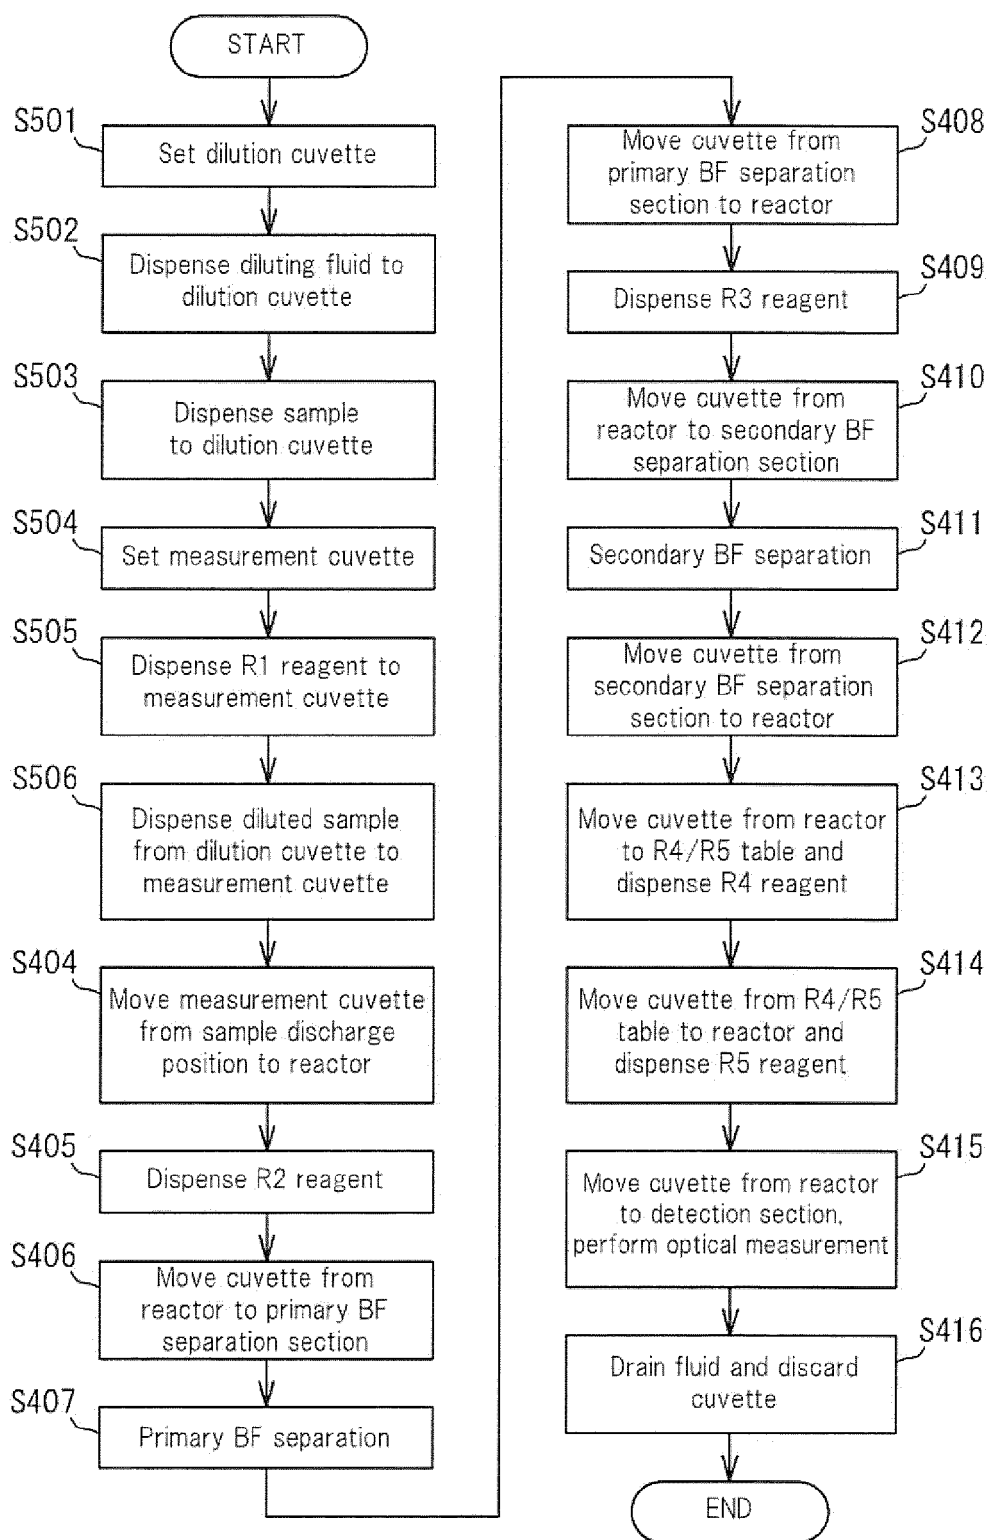 START
S501
Set dilution cuvette
S502
Dispense diluting fluid to
dilution cuvette
S503
Dispense sample
to dilution cuvette
S504
Set measurement cuvette
S505
Dispense R1 reagent to
measurement cuvette
S506
Dispense diluted sample
from dilution cuvette to
measurement cuvette
S404
Move measurement cuvette
from sample discharge
position to reactor
S405
Dispense R2 reagent
S406
Move cuvette from
reactor to primary BF
separation section
S407
Primary BF separation
S408
Move cuvette from
primary BF separation
section to reactor
S409
Dispense R3 reagent
S410
Move cuvette from
reactor to secondary BF
separation section
S411
Secondary BF separation
S412
Move cuvette from
secondary BF separation
section to reactor
S413
Move cuvette from reactor
to R4/R5 table and
dispense R4 reagent
S414
Move cuvette from R4/R5
table to reactor and
dispense R5 reagent
S415
Move cuvette from reactor
to detection section,
perform optical measurement
S416
Drain fluid and discard
cuvette
END